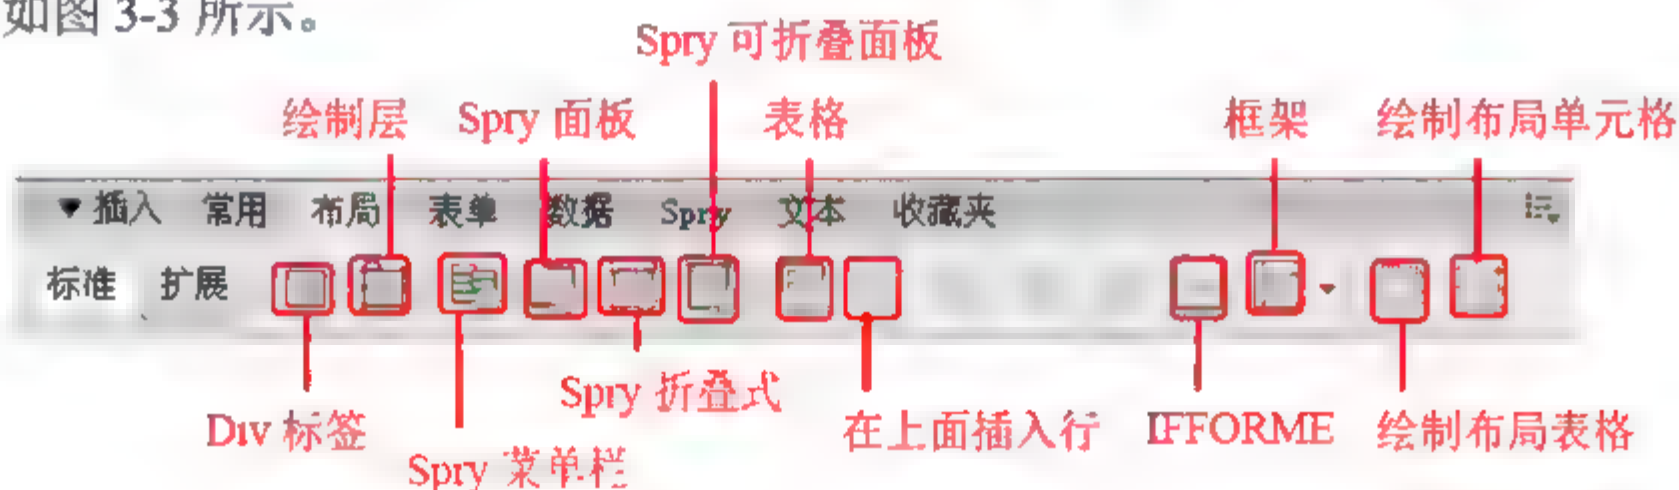 如图 3-3 所示。
Spry 可折叠面板
绘制层 Spry 面板 表格 框架 绘制布局单元格
▼ 插入 常用 布局 表单 数据 Spry 文本 收藏夹
标准 扩展
Spry 折叠式
Div 标签 在上面插入行 IFFORME 绘制布局表格
Spry 菜单栏